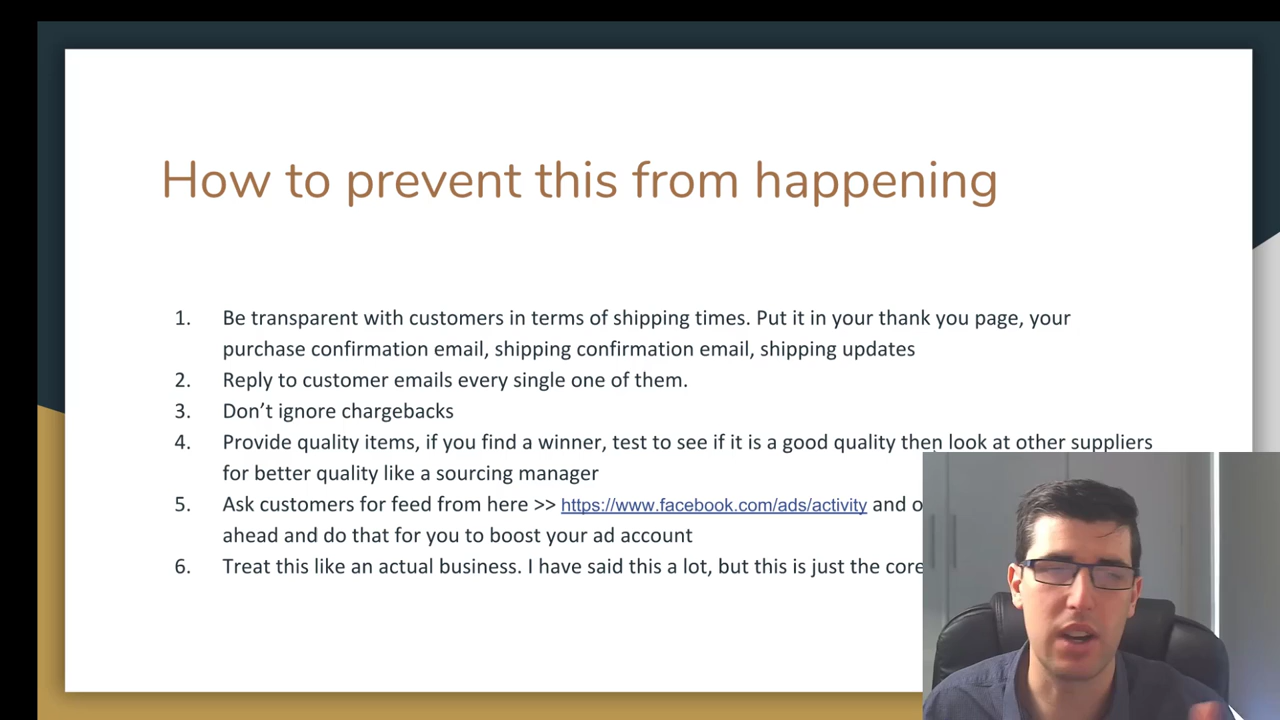 How to prevent this from happening
1. Be transparent with customers in terms of shipping times. Put it in your thank you page, your
purchase confirmation email, shipping confirmation email, shipping updates
2. Reply to customer emails every single one of them.
3. Don’t ignore chargebacks
4. Provide quality items, if you find a winner, test to see if it is a good quality then look at other suppliers
for better quality like a sourcing manager
5. Ask customers for feed from here >> https://www.facebook.com/ads/activity and
ahead and do that for you to boost your ad account
6. Treat this like an actual business. I have said this a lot, but this is just the core